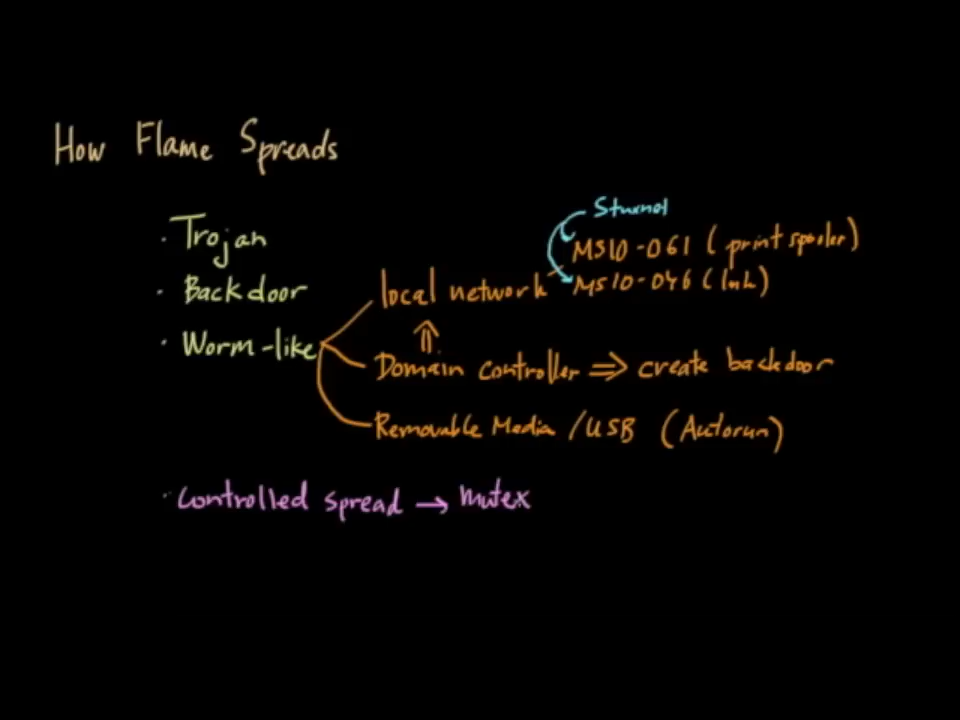 How Flame Spreads
Stuxnet
· Trojan
MS10-061 (print spooler)
MS10-046 (lnk)
· Backdoor
local network
· Worm-like
Domain controller ⇒ create backdoor
Removable Media /USB (Autorun)
· Controlled spread → Mutex